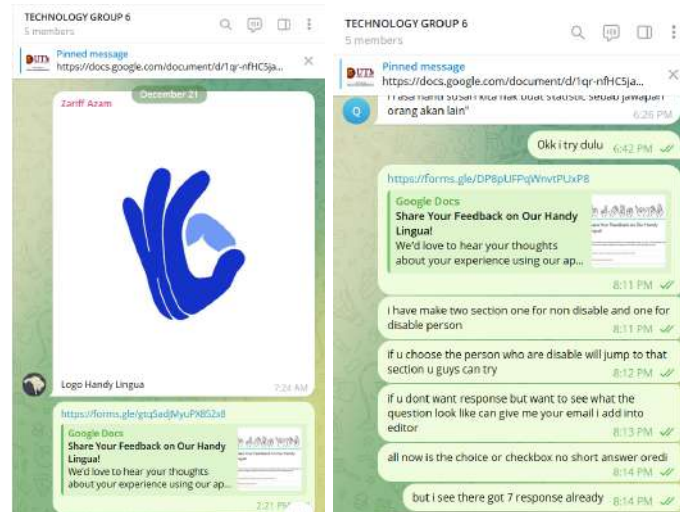 TECHNOLOGY GROUP 6
5 members
Pinned message
https://docs.google.com/document/d/1qr-nfHC5ja...
December 21
Zariff Azam
Logo Handy Lingua
7:24 AM
Google Docs
Share Your Feedback on Our Handy
Lingua!
We'd love to hear your thoughts
about your experience using our ap...
2:21 PM
TECHNOLOGY GROUP 6
5 members
Pinned message
https://docs.google.com/document/d/1qr-nfHC5ja...
Q
orang akan lain"
6:26 PM
Okk i try dulu
6:42 PM
https://forms.gle/DP8pUFPqWnvtPUxP8
Google Docs
Share Your Feedback on Our Handy
Lingua!
We'd love to hear your thoughts
about your experience using our ap...
8:11 PM
i have make two section one for non disable and one for
disable person
8:11 PM
if u choose the person who are disable will jump to that
section u guys can try
8:12 PM
if u dont want response but want to see what the
question look like can give me your email i add into
editor
8:13 PM
all now is the choice or checkbox no short answer oredi
8:14 PM
but i see there got 7 response already
8:14 PM